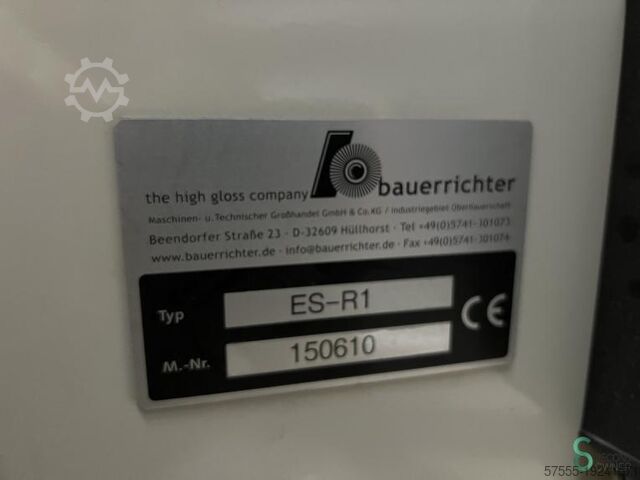 the high gloss company bauerrichter
Maschinen- u. Technischer Großhandel GmbH & Co.KG / Industriegebiet Oberbauerschaft
Beendorfer Straße 23 - D-32609 Hüllhorst - Tel +49(0)5741-301073
www.bauerrichter.de - info@bauerrichter.de - Fax +49(0)5741-301074
Typ ES-R1
M.-Nr. 150610
CE
SECOND
OWNER